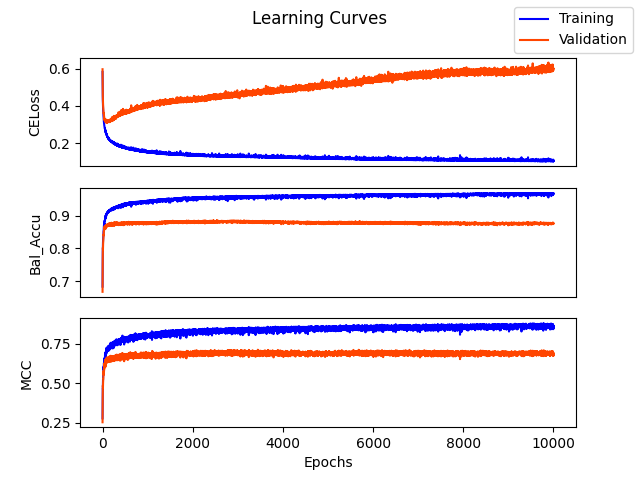 Learning Curves
Training
Validation
CELoss
0.6
0.4
0.2
Bal_Accu
0.9
0.8
0.7
MCC
0.75
0.50
0.25
0 2000 4000 6000 8000 10000
Epochs